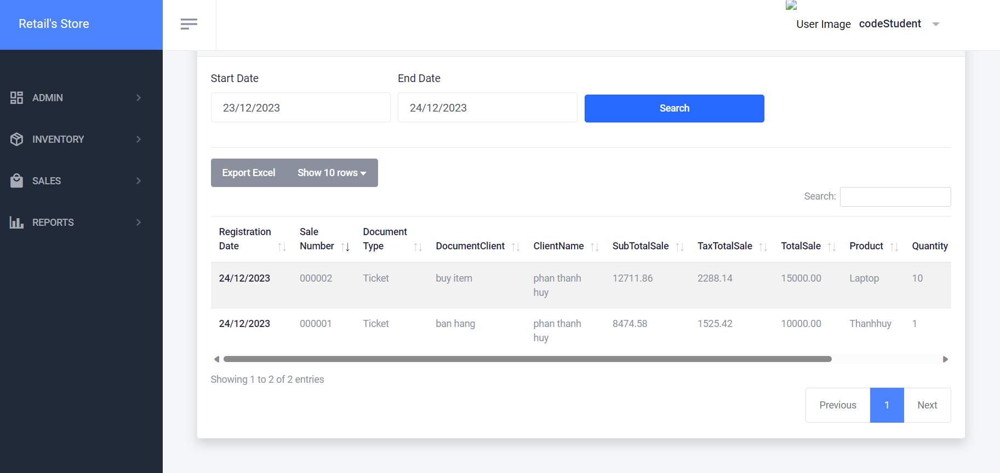 Retail's Store
User Image codeStudent
ADMIN
INVENTORY
SALES
REPORTS
Start Date
End Date
23/12/2023
24/12/2023
Search
Export Excel
Show 10 rows
Search:
Registration Date
Sale Number
Document Type
DocumentClient
ClientName
SubTotalSale
TaxTotalSale
TotalSale
Product
Quantity
24/12/2023 000002 Ticket buy item phan thanh huy 12711.86 2288.14 15000.00 Laptop 10
24/12/2023 000001 Ticket ban hang phan thanh huy 8474.58 1525.42 10000.00 Thanhhuy 1
Showing 1 to 2 of 2 entries
Previous 1 Next